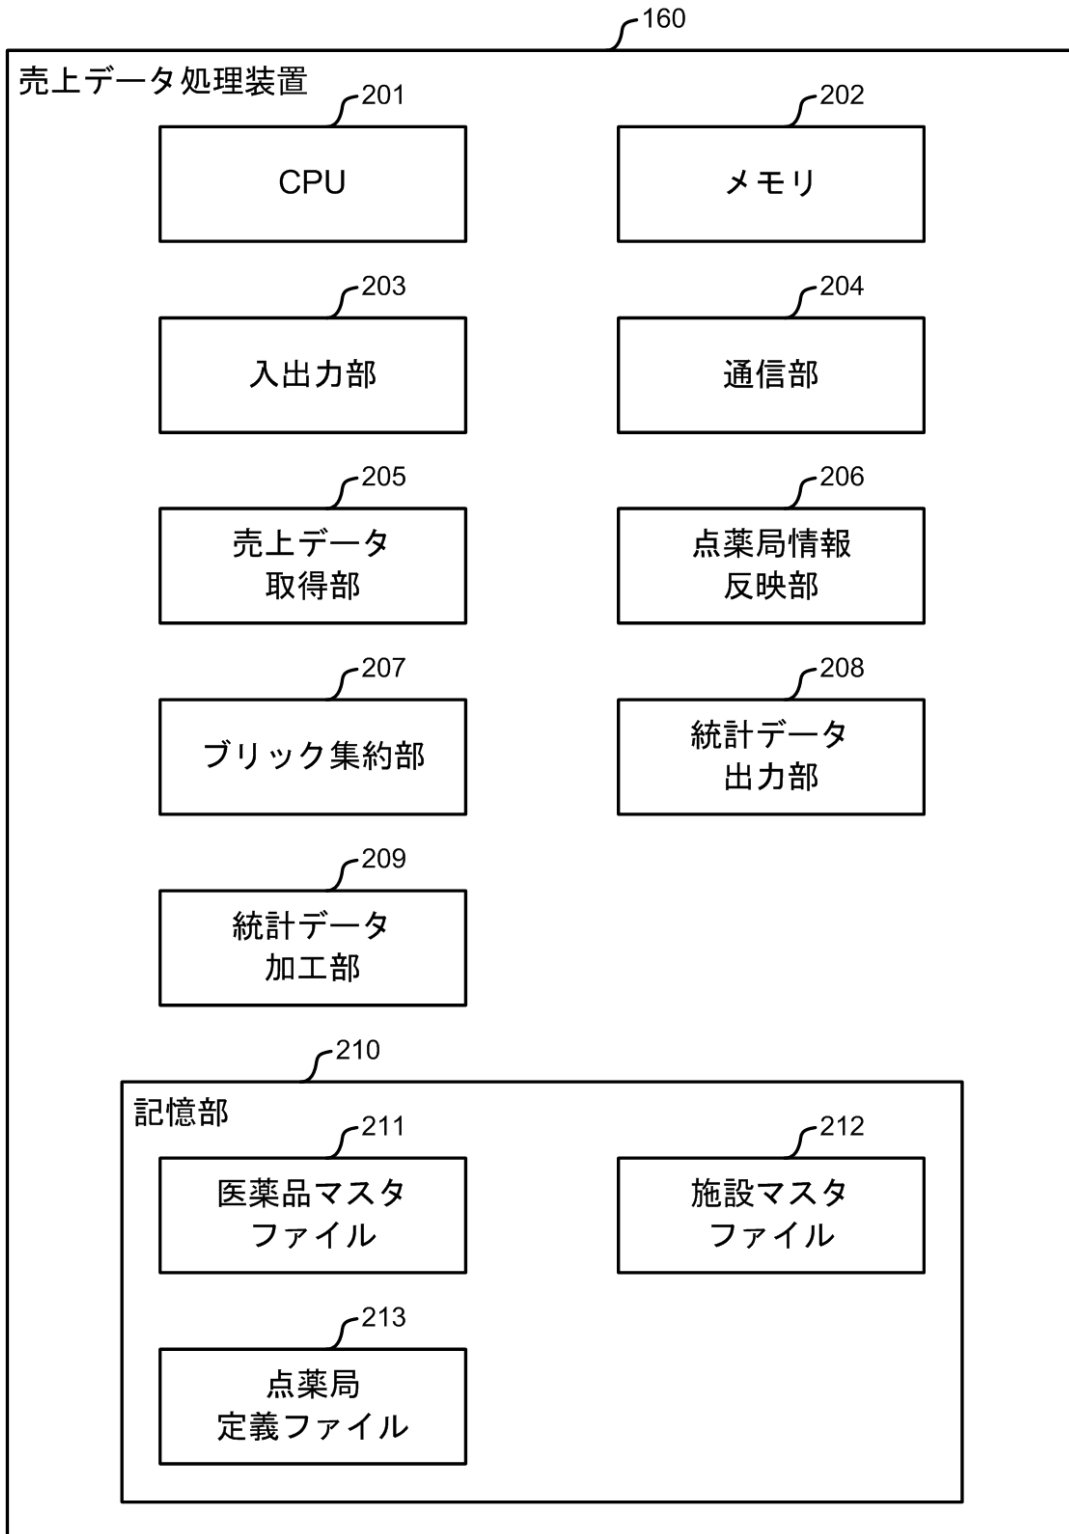 160
売上データ処理装置
201
CPU
202
メモリ
203
入出力部
204
通信部
205
売上データ
取得部
206
点薬局情報
反映部
207
ブリック集約部
208
統計データ
出力部
209
統計データ
加工部
210
記憶部
211
医薬品マスタ
ファイル
212
施設マスタ
ファイル
213
点薬局
定義ファイル